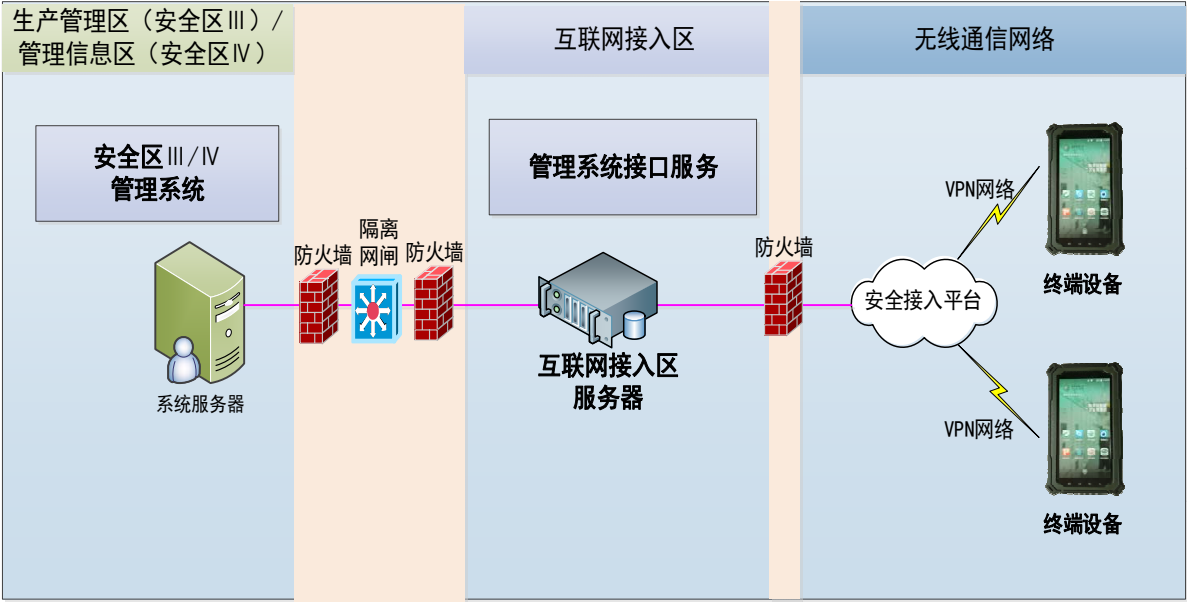 生产管理区（安全区Ⅲ）/
管理信息区（安全区Ⅳ）
互联网接入区
无线通信网络
安全区Ⅲ/Ⅳ
管理系统
管理系统接口服务
防火墙
隔离
网闸
防火墙
防火墙
VPN网络
终端设备
安全接入平台
系统服务器
互联网接入区
服务器
VPN网络
终端设备